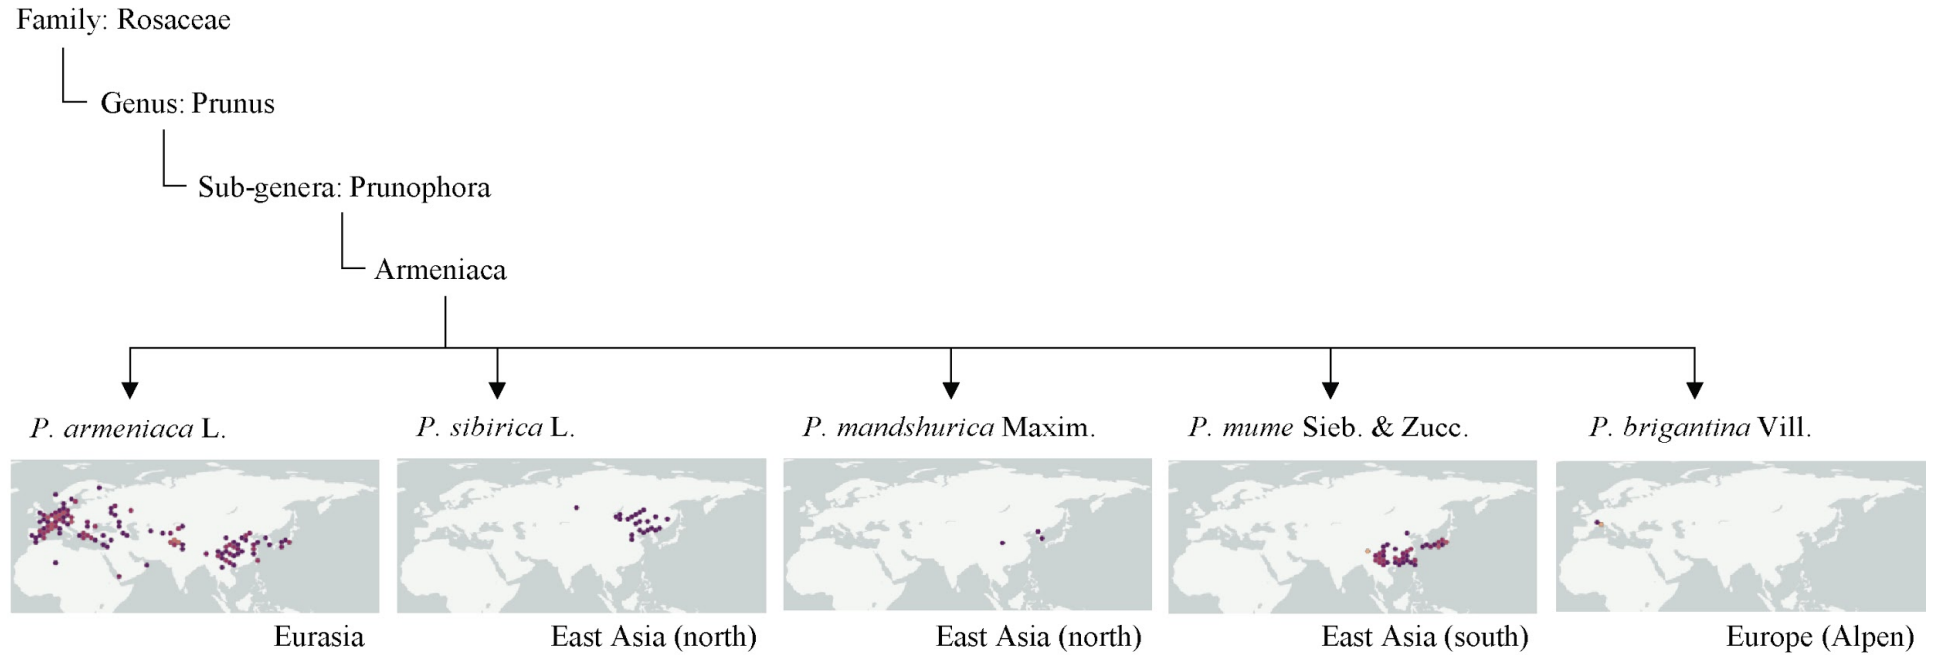 Family: Rosaceae
Genus: Prunus
Sub-genera: Prunophora
Armeniaca
P. armeniaca L.
P. sibirica L.
P. mandshurica Maxim.
P. mume Sieb. & Zucc.
P. brigantina Vill.
Eurasia
East Asia (north)
East Asia (north)
East Asia (south)
Europe (Alpen)